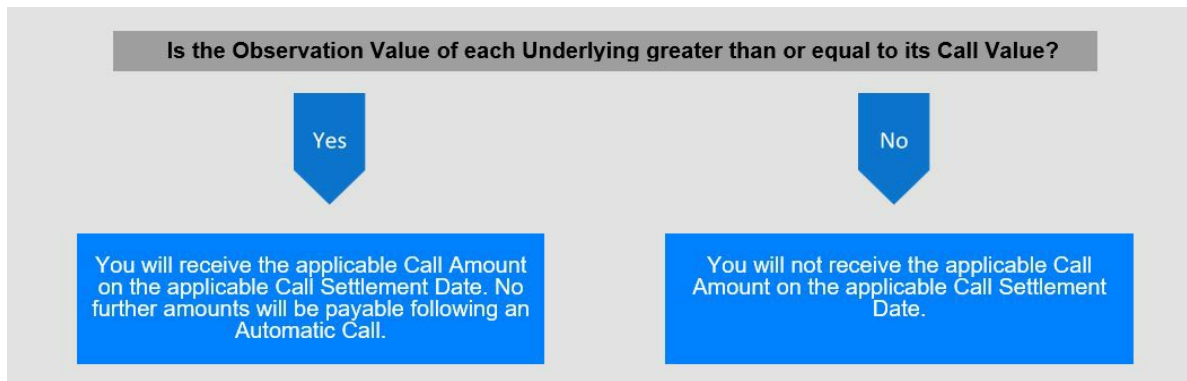 Is the Observation Value of each Underlying greater than or equal to its Call Value?
Yes
No
You will receive the applicable Call Amount
on the applicable Call Settlement Date. No
further amounts will be payable following an
Automatic Call.
You will not receive the applicable Call
Amount on the applicable Call Settlement
Date.